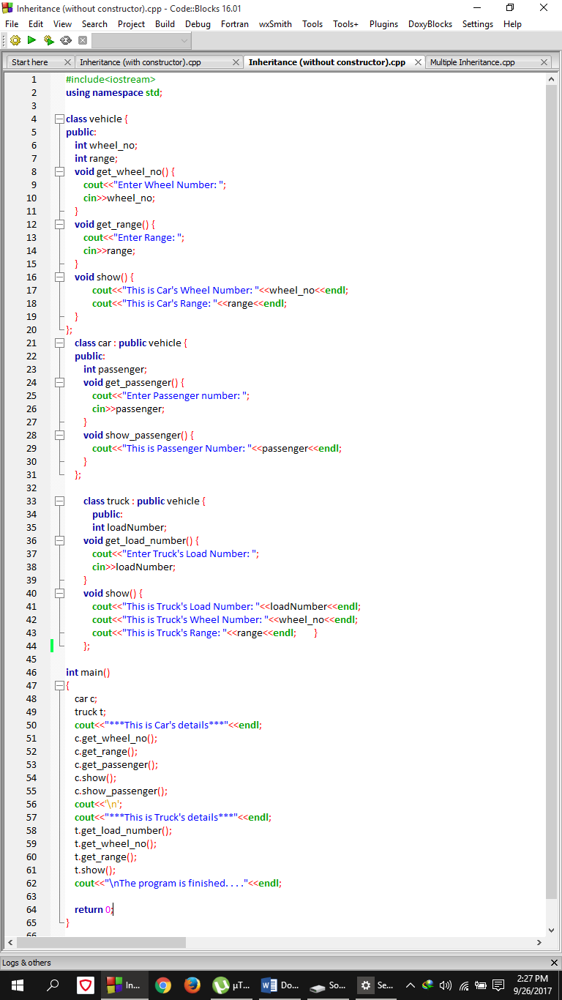 Inheritance (without constructor).cpp - Code::Blocks 16.01
File Edit View Search Project Build Debug Fortran wxSmith Tools Tools+ Plugins DoxyBlocks Settings Help
Start here Inheritance (with constructor).cpp Inheritance (without constructor).cpp Multiple Inheritance.cpp
1 #include<iostream>
2 using namespace std;
3
4 class vehicle {
5 public:
6 int wheel_no;
7 int range;
8 void get_wheel_no() {
9 cout<<"Enter Wheel Number: ";
10 cin>>wheel_no;
11 }
12 void get_range() {
13 cout<<"Enter Range: ";
14 cin>>range;
15 }
16 void show() {
17 cout<<"This is Car's Wheel Number: "<<wheel_no<<endl;
18 cout<<"This is Car's Range: "<<range<<endl;
19 }
20 };
21 class car : public vehicle {
22 public:
23 int passenger;
24 void get_passenger() {
25 cout<<"Enter Passenger number: ";
26 cin>>passenger;
27 }
28 void show_passenger() {
29 cout<<"This is Passenger Number: "<<passenger<<endl;
30 }
31 };
32
33 class truck : public vehicle {
34 public:
35 int loadNumber;
36 void get_load_number() {
37 cout<<"Enter Truck's Load Number: ";
38 cin>>loadNumber;
39 }
40 void show() {
41 cout<<"This is Truck's Load Number: "<<loadNumber<<endl;
42 cout<<"This is Truck's Wheel Number: "<<wheel_no<<endl;
43 cout<<"This is Truck's Range: "<<range<<endl; }
44 };
45
46 int main()
47 {
48 car c;
49 truck t;
50 cout<<"***This is Car's details***"<<endl;
51 c.get_wheel_no();
52 c.get_range();
53 c.get_passenger();
54 c.show();
55 c.show_passenger();
56 cout<<'\n';
57 cout<<"***This is Truck's details***"<<endl;
58 t.get_load_number();
59 t.get_wheel_no();
60 t.get_range();
61 t.show();
62 cout<<"\nThe program is finished. . . ."<<endl;
63
64 return 0;
65 }
66
Logs & others
In... µT... Do... So... Se... 2:27 PM
9/26/2017